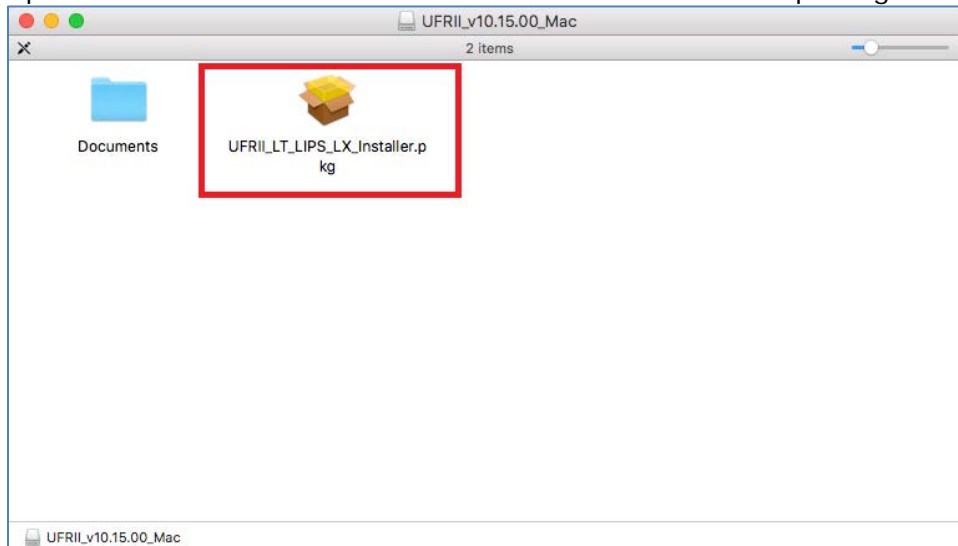 UFRII_v10.15.00_Mac
2 items
Documents
UFRII_LT_LIPS_LX_Installer.p
kg
UFRII_v10.15.00_Mac